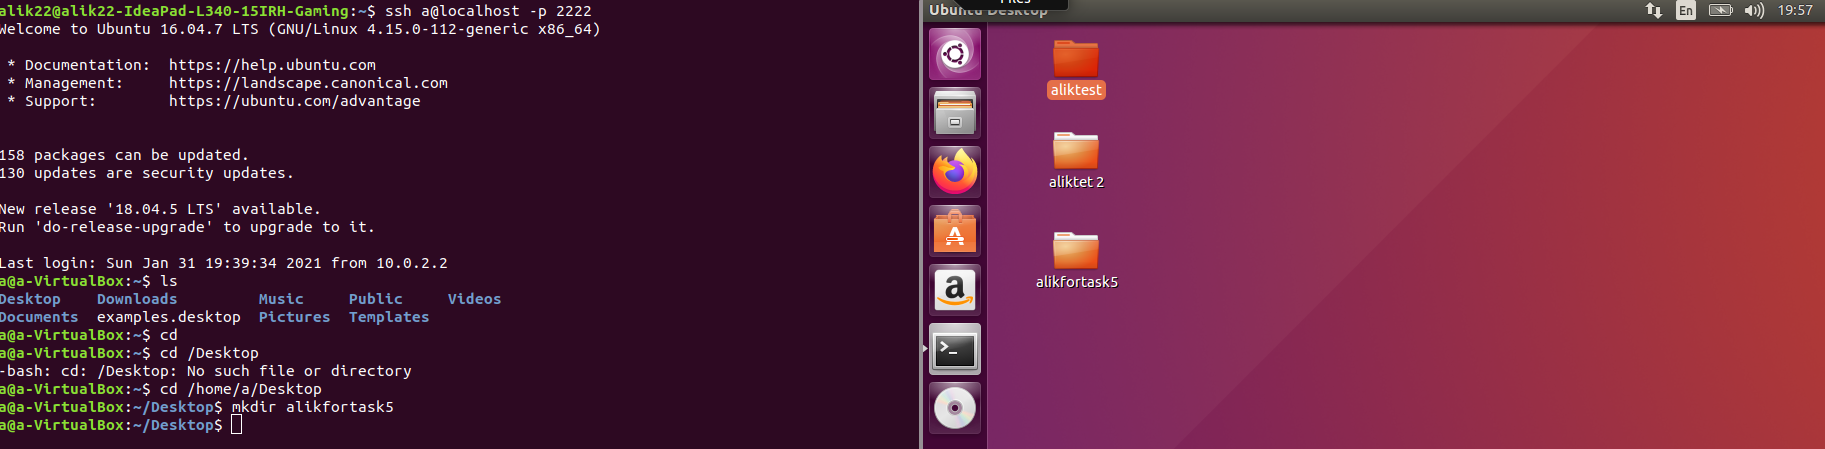 alik22@alik22-IdeaPad-L340-15IRH-Gaming:~$ ssh a@localhost -p 2222
Welcome to Ubuntu 16.04.7 LTS (GNU/Linux 4.15.0-112-generic x86_64)
* Documentation:  https://help.ubuntu.com
* Management:     https://landscape.canonical.com
* Support:        https://ubuntu.com/advantage
158 packages can be updated.
130 updates are security updates.
New release '18.04.5 LTS' available.
Run 'do-release-upgrade' to upgrade to it.
Last login: Sun Jan 31 19:39:34 2021 from 10.0.2.2
a@a-VirtualBox:~$ ls
Desktop    Downloads         Music     Public     Videos
Documents  examples.desktop  Pictures  Templates
a@a-VirtualBox:~$ cd
a@a-VirtualBox:~$ cd /Desktop
-bash: cd: /Desktop: No such file or directory
a@a-VirtualBox:~$ cd /home/a/Desktop
a@a-VirtualBox:~/Desktop$ mkdir alikfortask5
a@a-VirtualBox:~/Desktop$
Files
Ubuntu Desktop
En
19:57
aliktest
aliktet 2
alikfortask5